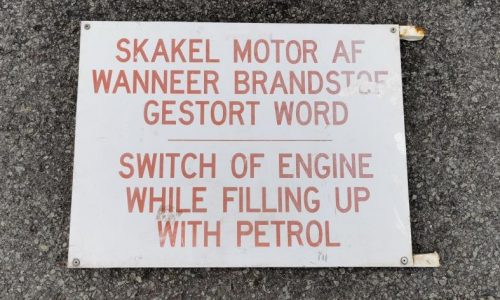 SKAKEL MOTOR AF
WANNEER BRANDSTOF
GESTORT WORD
SWITCH OF ENGINE
WHILE FILLING UP
WITH PETROL